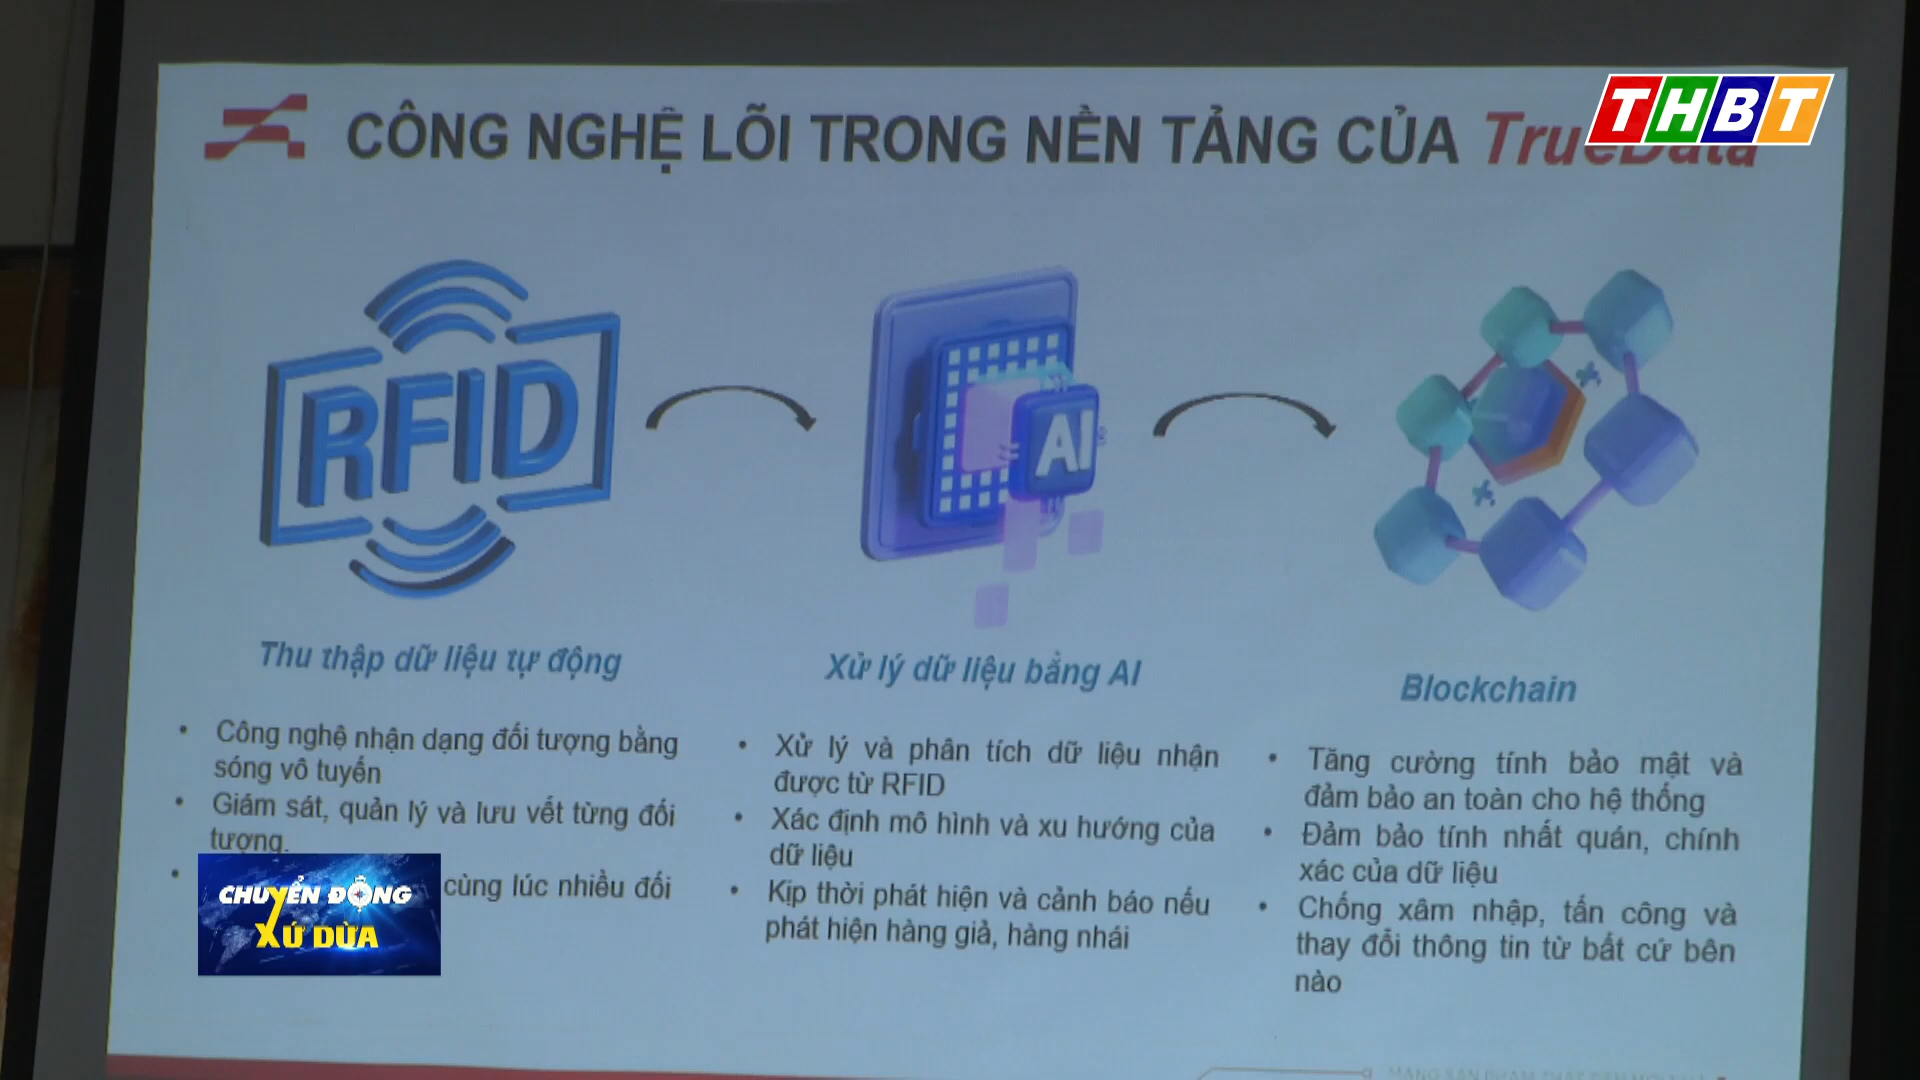 THBT
CÔNG NGHỆ LÕI TRONG NỀN TẢNG CỦA TrueData
RFID
AI
Thu thập dữ liệu tự động
Công nghệ nhận dạng đối tượng bằng
sóng vô tuyến
Giám sát, quản lý và lưu vết từng đối
tượng.
cùng lúc nhiều đối
Xử lý dữ liệu bằng AI
Xử lý và phân tích dữ liệu nhận
được từ RFID
Xác định mô hình và xu hướng của
dữ liệu
Kịp thời phát hiện và cảnh báo nếu
phát hiện hàng giả, hàng nhái
Blockchain
Tăng cường tính bảo mật và
đảm bảo an toàn cho hệ thống
Đảm bảo tính nhất quán, chính
xác của dữ liệu
Chống xâm nhập, tấn công và
thay đổi thông tin từ bất cứ bên
nào
CHUYỂN ĐỘNG
XỨ DỪA